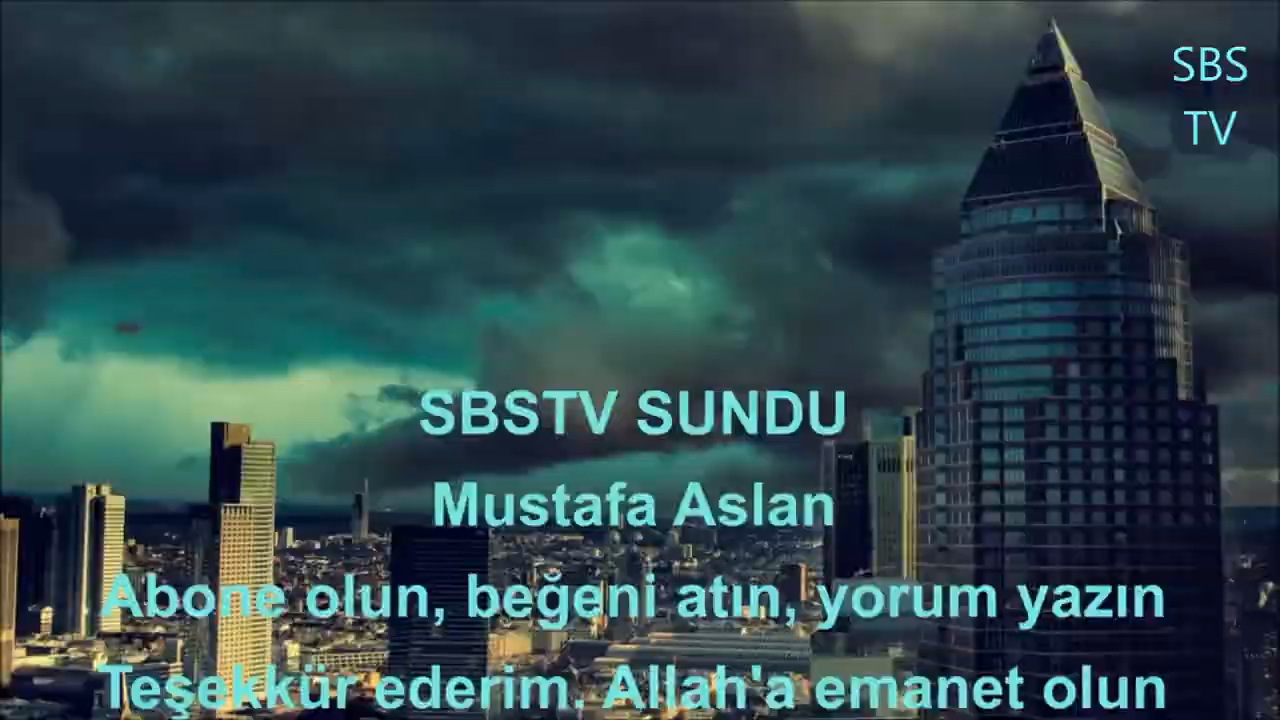 SBS
TV
SBSTV SUNDU
Mustafa Aslan
Abone olun, beğeni atın, yorum yazın
Teşekkür ederim. Allah'a emanet olun